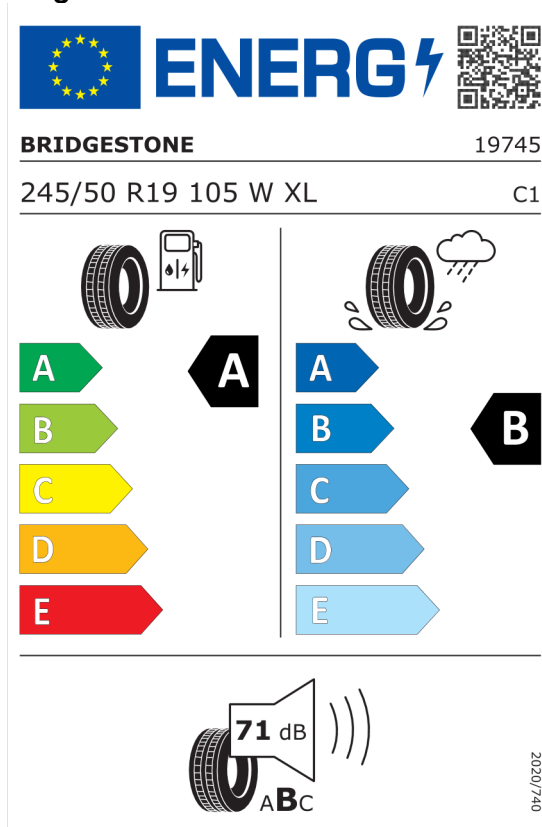 ENERG
BRIDGESTONE 19745
245/50 R19 105 W XL C1
A A A
B B B
C C
D D
E E
71 dB
ABC
2020/740